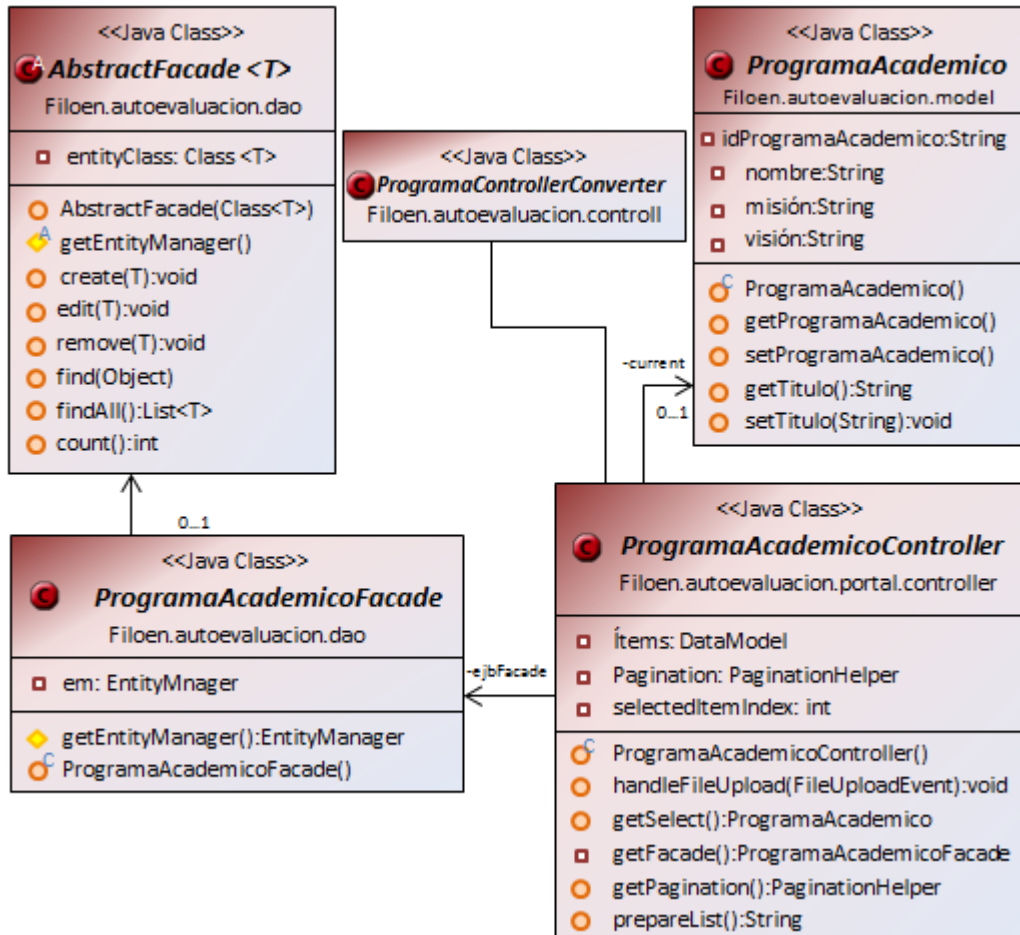 <<Java Class>>
AbstractFacade <T>
Filoen.autoevaluacion.dao
entityClass: Class <T>
AbstractFacade(Class<T>)
getEntityManager()
create(T):void
edit(T):void
remove(T):void
find(Object)
findAll():List<T>
count():int
<<Java Class>>
ProgramaControllerConverter
Filoen.autoevaluacion.controll
<<Java Class>>
ProgramaAcademico
Filoen.autoevaluacion.model
idProgramaAcademico:String
nombre:String
misión:String
visión:String
ProgramaAcademico()
getProgramaAcademico()
setProgramaAcademico()
getTitulo():String
setTitulo(String):void
-current
0...1
0...1
<<Java Class>>
ProgramaAcademicoFacade
Filoen.autoevaluacion.dao
em: EntityMnager
getEntityManager():EntityManager
ProgramaAcademicoFacade()
-ejbFacade
<<Java Class>>
ProgramaAcademicoController
Filoen.autoevaluacion.portal.controller
Ítems: DataModel
Pagination: PaginationHelper
selectedItemIndex: int
ProgramaAcademicoController()
handleFileUpload(FileUploadEvent):void
getSelect():ProgramaAcademico
getFacade():ProgramaAcademicoFacade
getPagination():PaginationHelper
prepareList():String